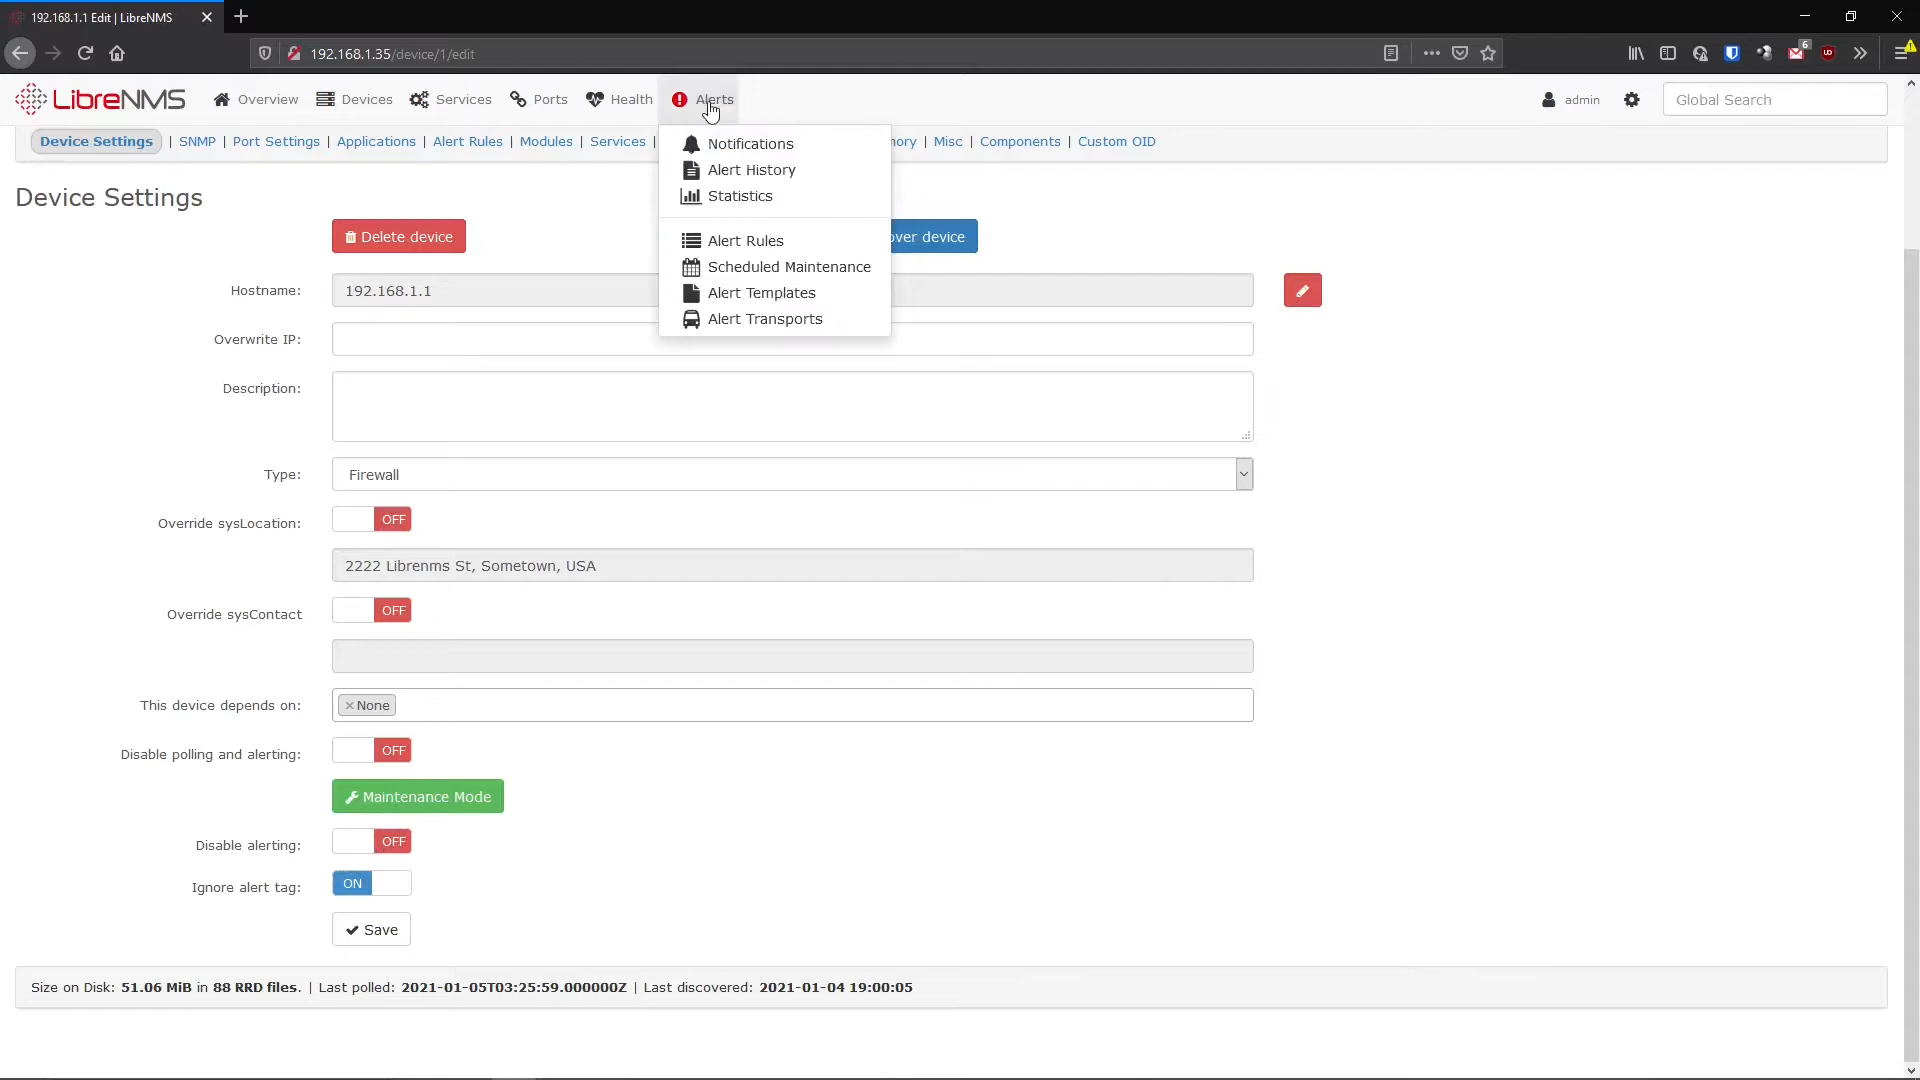 192.168.1.1 Edit | LibreNMS
192.168.1.35/device/1/edit
6
LibreNMS Overview Devices Services Ports Health Alerts admin Global Search
Device Settings | SNMP | Port Settings | Applications | Alert Rules | Modules | Services | ory | Misc | Components | Custom OID
Notifications
Alert History
Statistics
Alert Rules
Scheduled Maintenance
Alert Templates
Alert Transports
Device Settings
Delete device over device
Hostname: 192.168.1.1
Overwrite IP:
Description:
Type: Firewall
Override sysLocation: OFF
2222 Librenms St, Sometown, USA
Override sysContact OFF
This device depends on: ×None
Disable polling and alerting: OFF
Maintenance Mode
Disable alerting: OFF
Ignore alert tag: ON
Save
Size on Disk: 51.06 MiB in 88 RRD files. | Last polled: 2021-01-05T03:25:59.000000Z | Last discovered: 2021-01-04 19:00:05